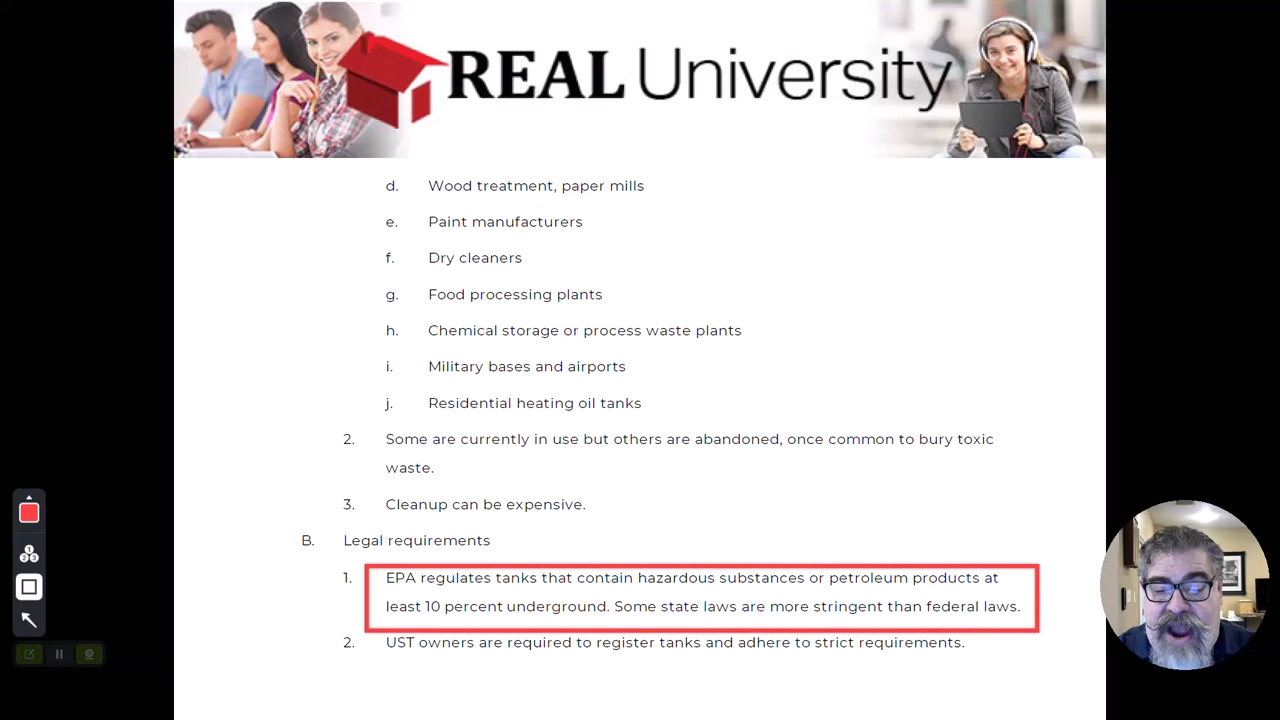 REAL University
d. Wood treatment, paper mills
e. Paint manufacturers
f. Dry cleaners
g. Food processing plants
h. Chemical storage or process waste plants
i. Military bases and airports
j. Residential heating oil tanks
2. Some are currently in use but others are abandoned, once common to bury toxic
waste.
3. Cleanup can be expensive.
B. Legal requirements
1. EPA regulates tanks that contain hazardous substances or petroleum products at
least 10 percent underground. Some state laws are more stringent than federal laws.
2. UST owners are required to register tanks and adhere to strict requirements.